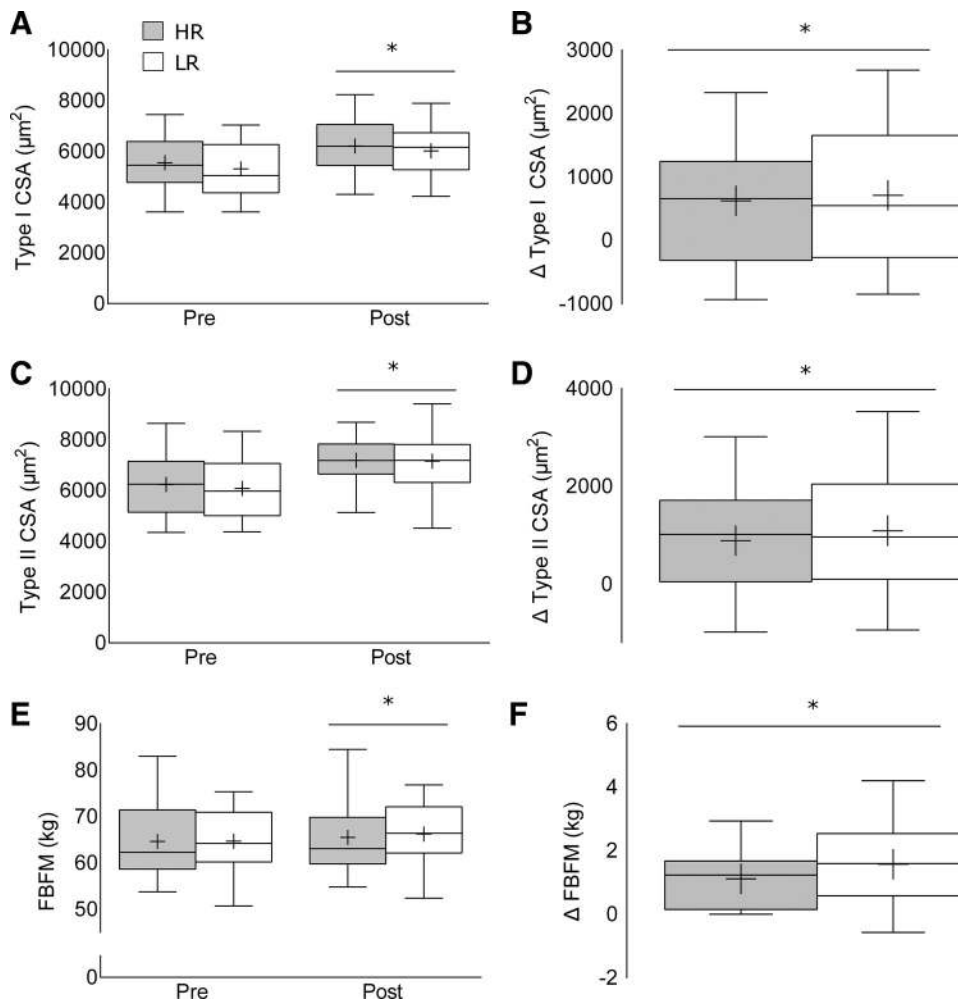 A
HR
LR
10000
8000
6000
4000
2000
0
Type I CSA (µm²)
*
Pre
Post
B
3000
2000
1000
0
-1000
Δ Type I CSA (µm²)
*
C
10000
8000
6000
4000
2000
0
Type II CSA (µm²)
*
Pre
Post
D
4000
2000
0
Δ Type II CSA (µm²)
*
E
90
80
70
60
50
0
FBFM (kg)
*
Pre
Post
F
6
4
2
0
-2
Δ FBFM (kg)
*